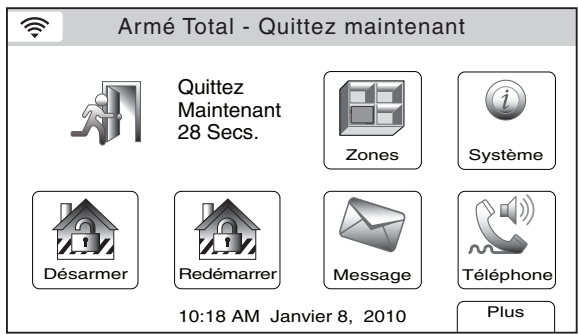 Armé Total - Quittez maintenant
Quittez
Maintenant
28 Secs.
Zones
Système
Désarmer
Redémarrer
Message
Téléphone
10:18 AM Janvier 8, 2010
Plus